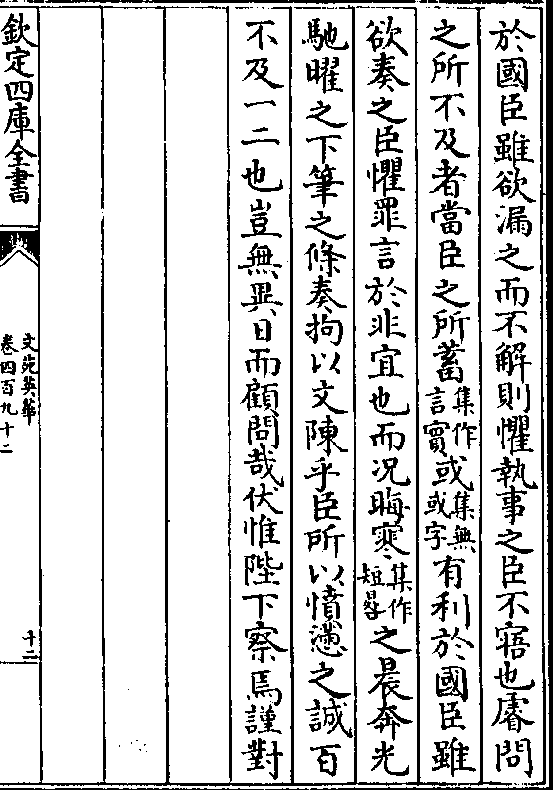 於國臣雖欲漏之而不解則懼執事之臣不寤也睿問
之所不及者當臣之所蓄集作言實或集無或字有利於國臣雖
欲奏之臣懼罪言於非宜也而况晦寒集作短晷之晨奔光
馳曜之下筆之條奏拘以文陳乎臣所以憤懣之誠百
不及一二也豈無異日而顧問哉伏惟陛下察焉謹對
欽定四庫全書
文苑英華
卷四百九十二
十二